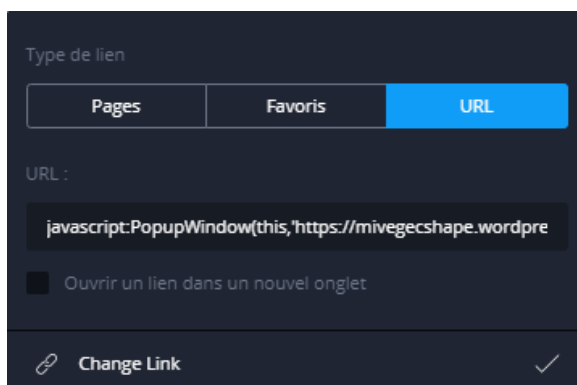 Type de lien
Pages Favoris URL
URL :
javascript:PopupWindow(this,'https://mivegecshape.wordpre
Ouvrir un lien dans un nouvel onglet
Change Link